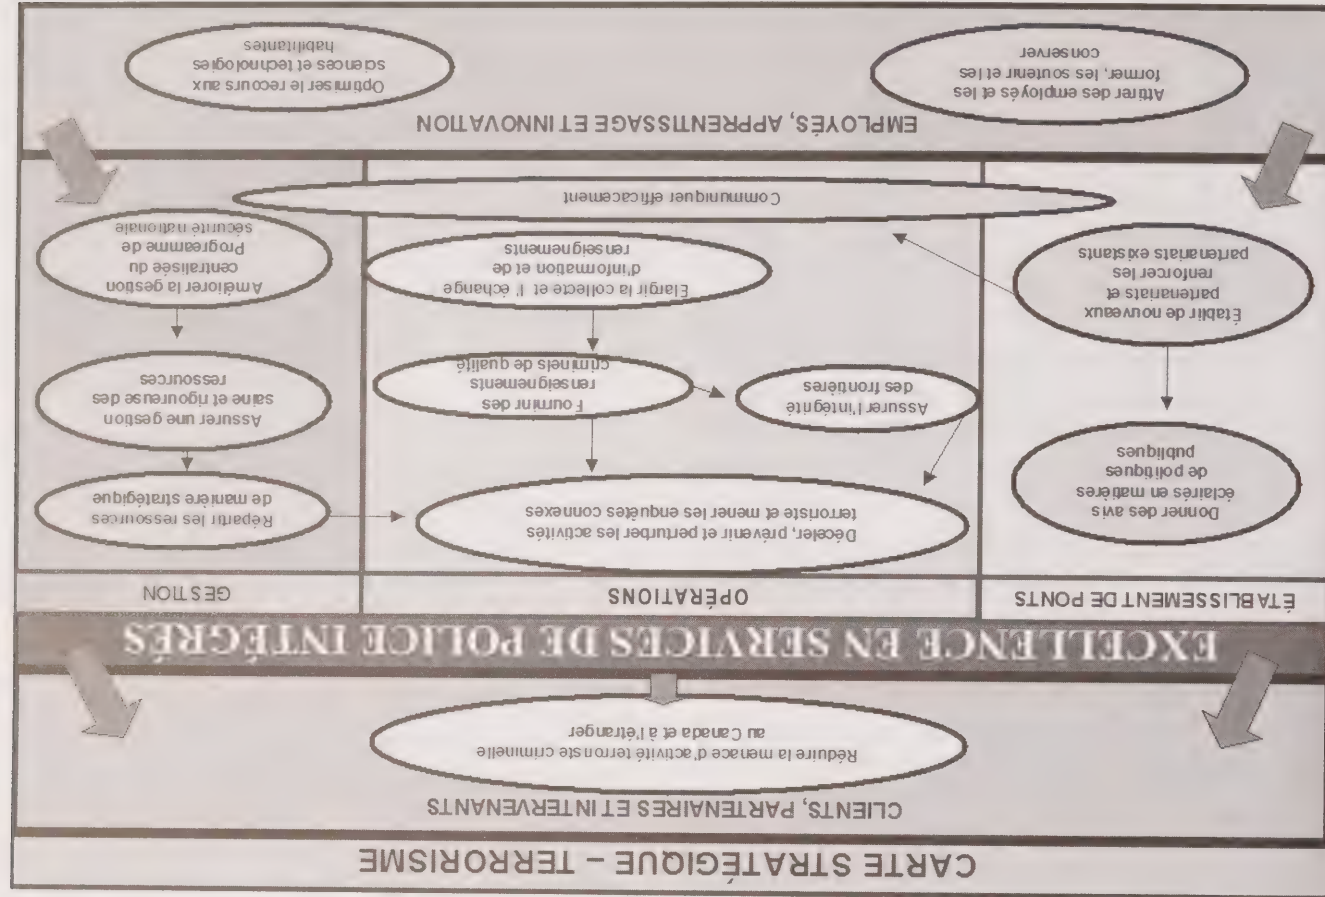 CARTE STRATÉGIQUE – TERRORISME
CLIENTS, PARTENAIRES ET INTERVENANTS
Réduire la menace d'activité terroriste criminelle
au Canada et à l'étranger
EXCELLENCE EN SERVICES DE POLICE INTÉGRÉS
ÉTABLISSEMENT DE PONTS
OPÉRATIONS
GESTION
Donner des avis
éclairés en matières
de politiques
publiques
Établir de nouveaux
partenariats et
renforcer les
partenariats existants
Déceler, prévenir et perturber les activités
terroriste et mener les enquêtes connexes
Assurer l'intégrité
des frontières
Fournir des
renseignements
criminels de qualité
Élargir la collecte et l'échange
d'information et de
renseignements
Répartir les ressources
de manière stratégique
Assurer une gestion
saine et rigoureuse des
ressources
Améliorer la gestion
centralisée du
Programme de
sécurité nationale
Communiquer efficacement
EMPLOYÉS, APPRENTISSAGE ET INNOVATION
Attirer des employés et les
former, les soutenir et les
conserver
Optimiser le recours aux
sciences et technologies
habilitantes